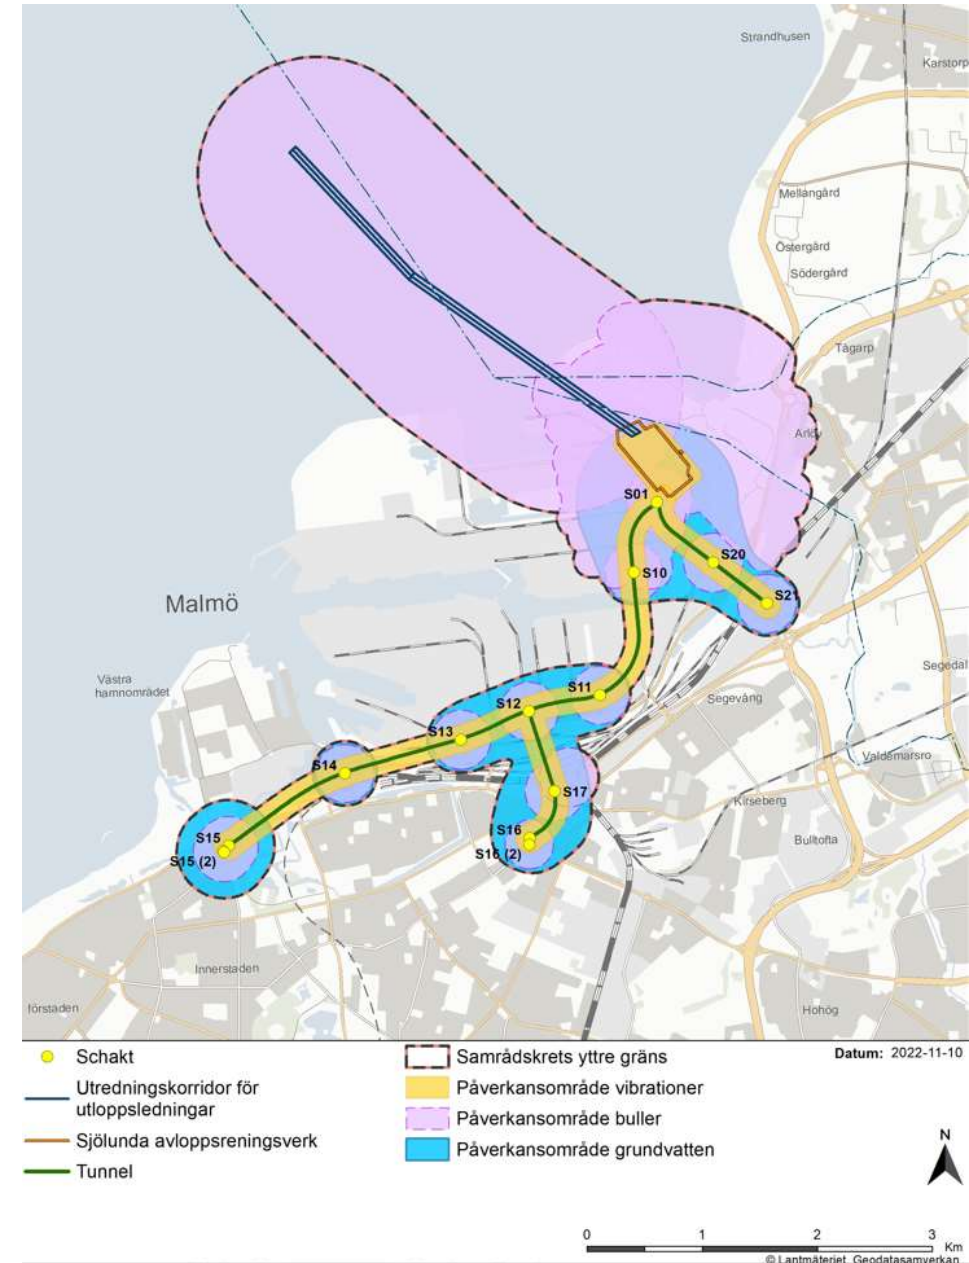 Strandhusen
Karstorp
Mellangård
Östergård
Södergård
Tågarp
Arlöv
S01
S20
S10
S21
Malmö
Västra
hamnområdet
Segedal
S11
Segevång
S12
S13
Valdemarsro
S14
S17
Kirseberg
S15
S16
Bulltofta
S15 (2)
S16 (2)
Innerstaden
förstaden
Hohög
Schakt
Utredningskorridor för
utloppsledningar
Sjölunda avloppsreningsverk
Tunnel
Samrådskrets yttre gräns
Påverkansområde vibrationer
Påverkansområde buller
Påverkansområde grundvatten
Datum: 2022-11-10
N
0 1 2 3
Km
© Lantmäteriet, Geodatasamverkan